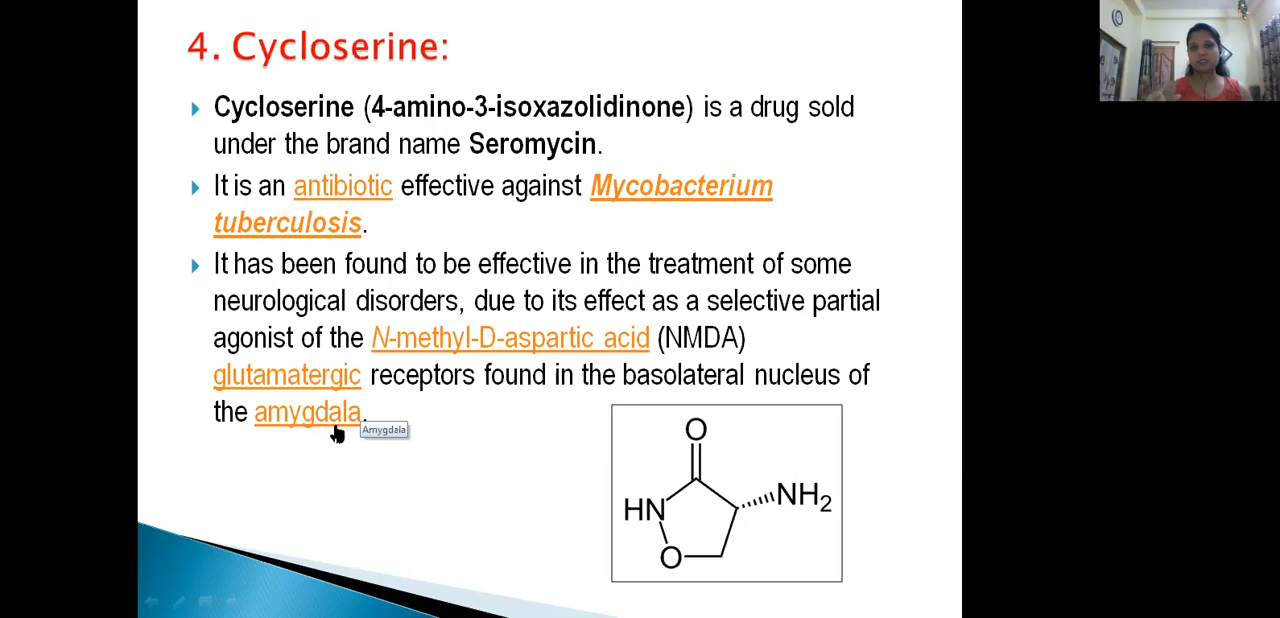 4. Cycloserine:
Cycloserine (4-amino-3-isoxazolidinone) is a drug sold
under the brand name Seromycin.
It is an antibiotic effective against Mycobacterium
tuberculosis.
It has been found to be effective in the treatment of some
neurological disorders, due to its effect as a selective partial
agonist of the N-methyl-D-aspartic acid (NMDA)
glutamatergic receptors found in the basolateral nucleus of
the amygdala.
Amygdala
O
NH2
HN
O